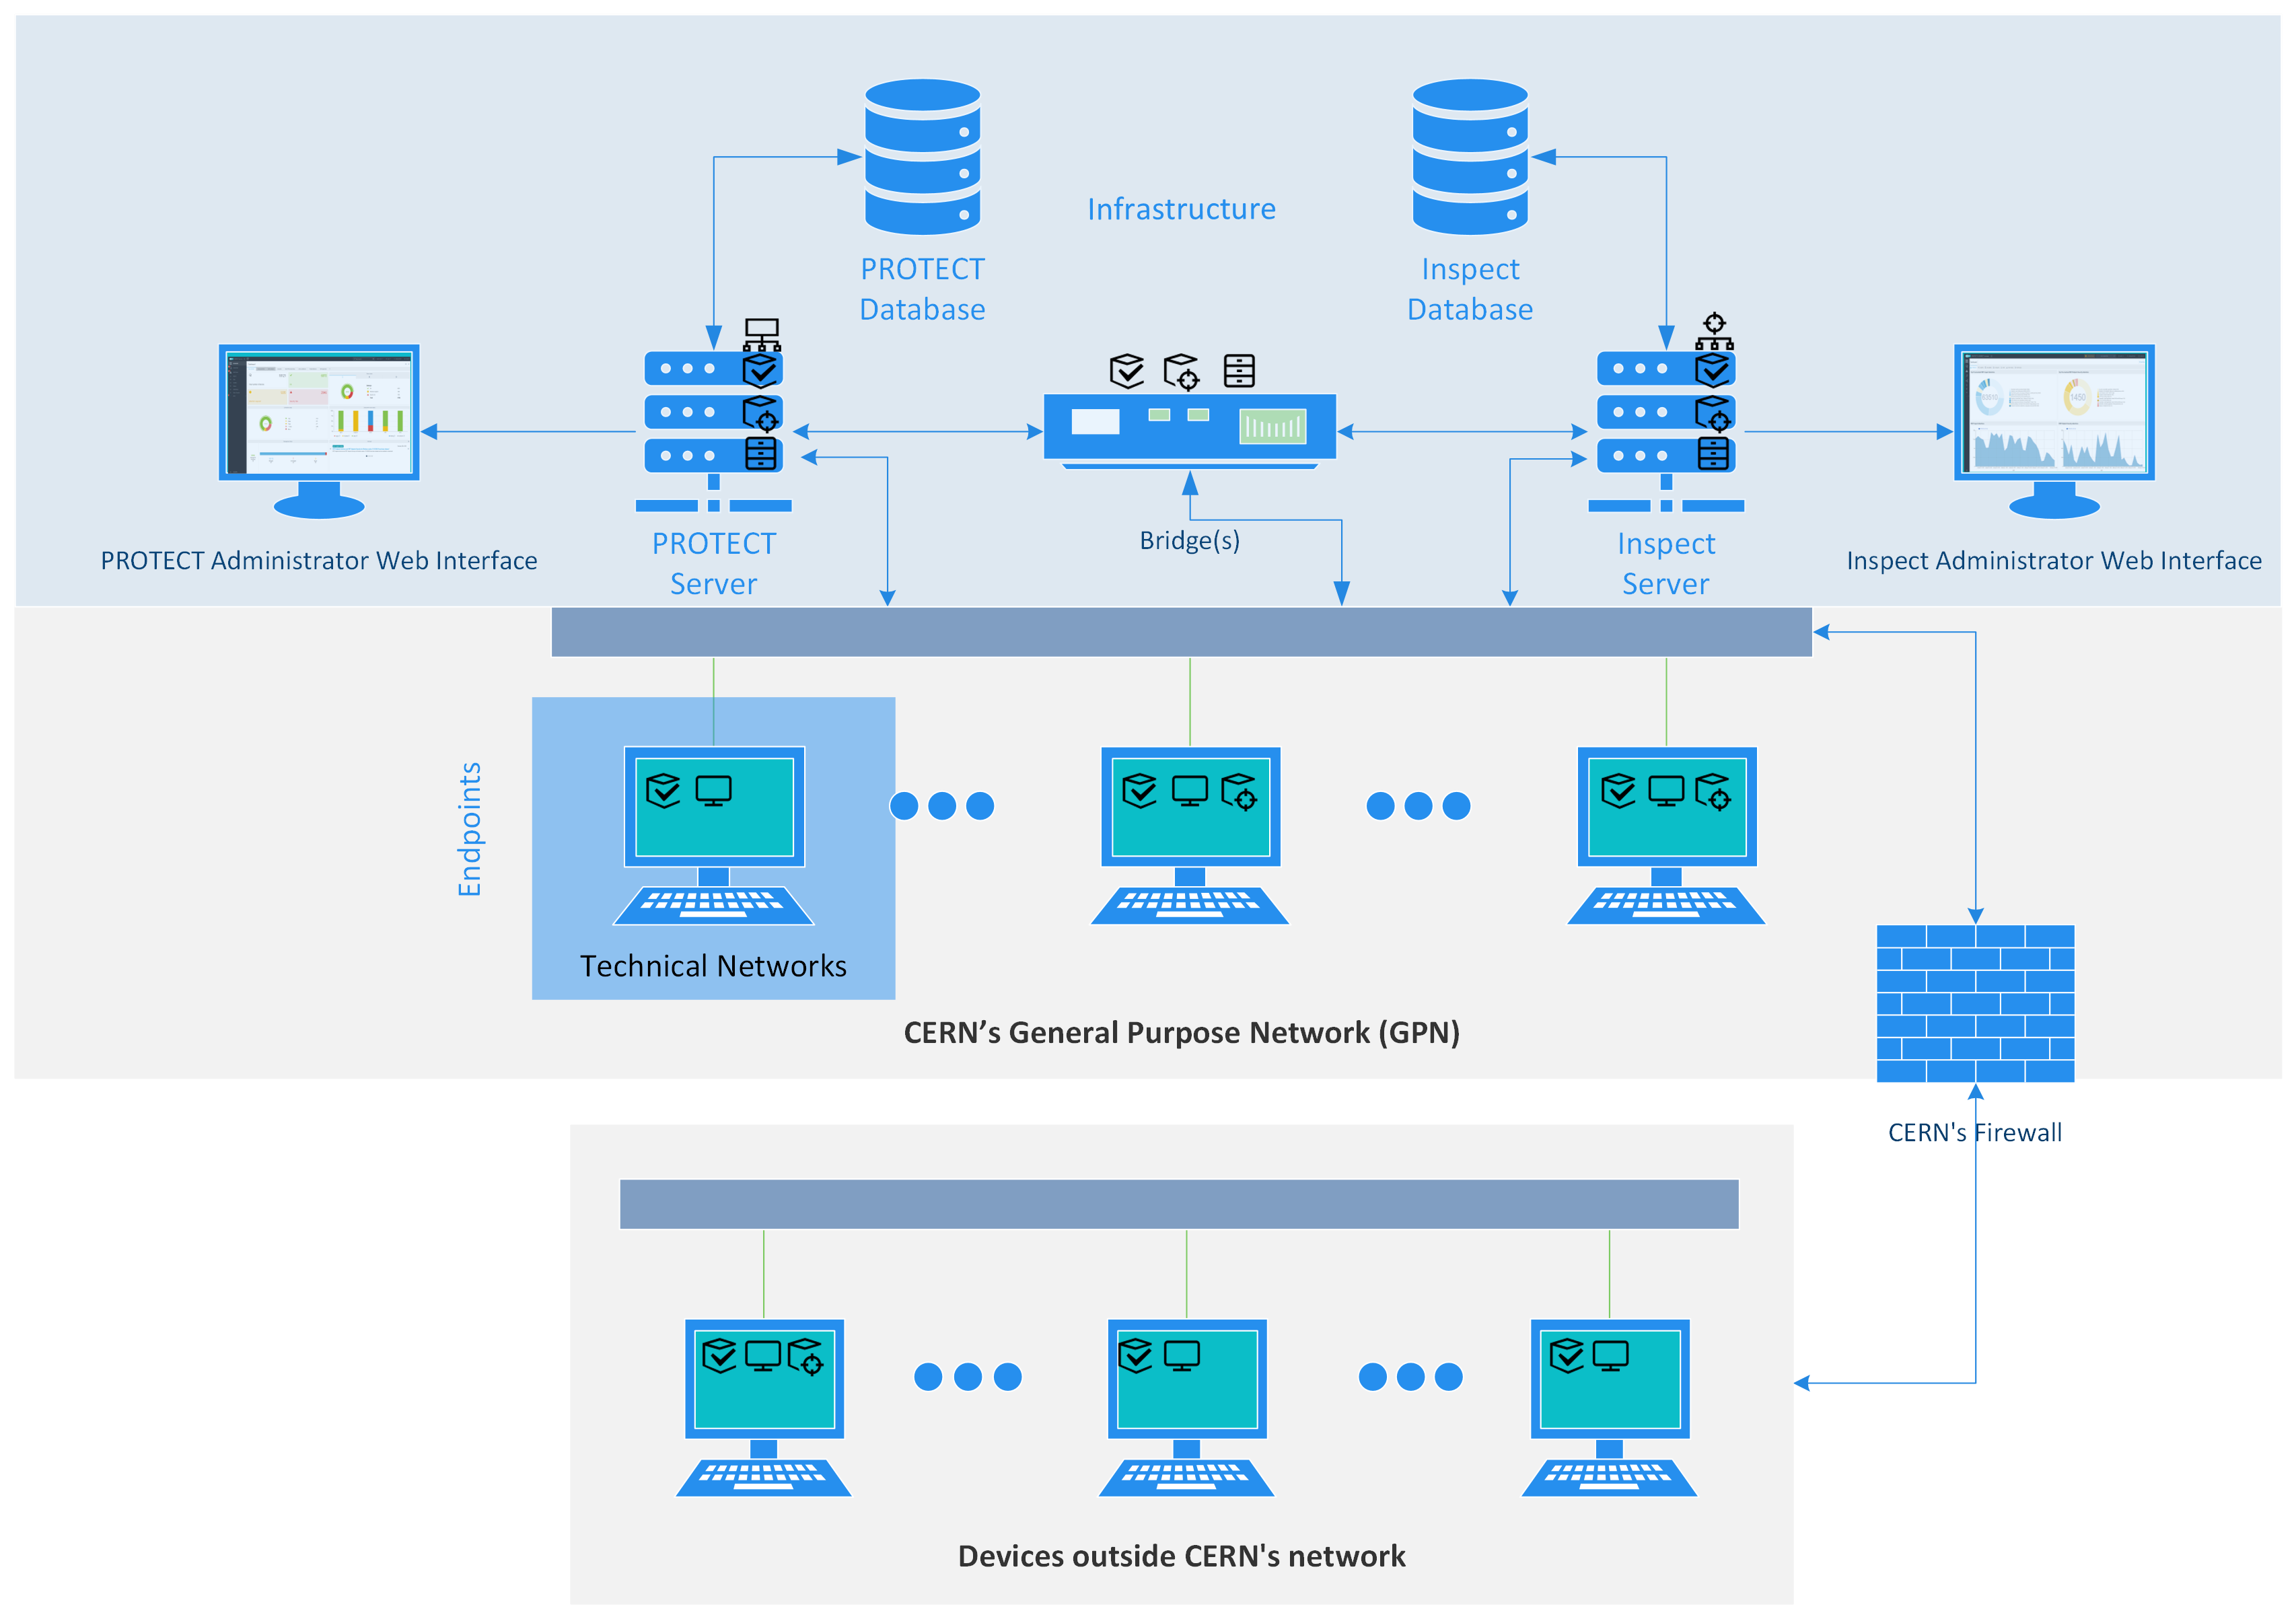 Infrastructure
PROTECT
Database
Inspect
Database
PROTECT Administrator Web Interface
PROTECT
Server
Bridge(s)
Inspect
Server
Inspect Administrator Web Interface
Endpoints
Technical Networks
CERN’s General Purpose Network (GPN)
CERN's Firewall
Devices outside CERN's network